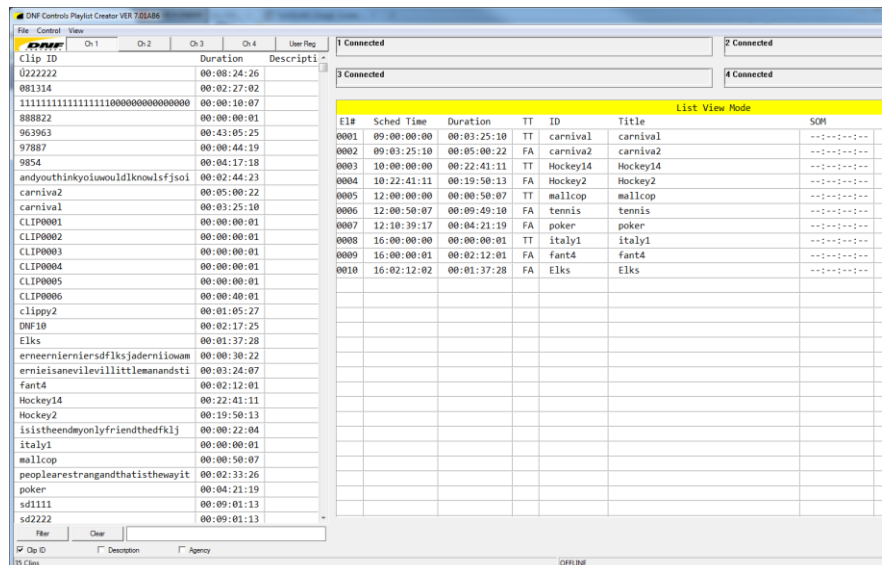 DNF Controls Playlist Creator VER 7.01AB6
File Control View
DNF Ch 1 Ch 2 Ch 3 Ch 4 User Reg
Clip ID Duration Descripti
Ú222222 00:08:24:26
081314 00:02:27:02
888822 00:00:00:01
963963 00:43:05:25
97887 00:00:44:19
9854 00:04:17:18
andyouthinkyoiuwouldlknowlsfjsoi 00:02:44:23
carniva2 00:05:00:22
carnival 00:03:25:10
CLIP0001 00:00:00:01
CLIP0002 00:00:00:01
CLIP0003 00:00:00:01
CLIP0004 00:00:00:01
CLIP0005 00:00:00:01
CLIP0006 00:00:40:01
clippy2 00:01:05:27
DNF10 00:02:17:25
Elks 00:01:37:28
erneernierniersdflksjaderniiowam 00:00:30:22
ernieisanevilevillittlemanandsti 00:03:24:07
fant4 00:02:12:01
Hockey14 00:22:41:11
Hockey2 00:19:50:13
isistheendmyonlyfriendthedfklj 00:00:22:04
italy1 00:00:00:01
mallcop 00:00:50:07
peoplearestrangandthatisthewayit 00:02:33:26
poker 00:04:21:19
sd1111 00:09:01:13
sd2222 00:09:01:13
Filter Clear
Clip ID Description Agency
35 Clips
1 Connected 2 Connected
3 Connected 4 Connected
List View Mode
El# Sched Time Duration TT ID Title SOM
0001 09:00:00:00 00:03:25:10 TT carnival carnival --:--:--:--
0002 09:03:25:10 00:05:00:22 FA carniva2 carniva2 --:--:--:--
0003 10:00:00:00 00:22:41:11 TT Hockey14 Hockey14 --:--:--:--
0004 10:22:41:11 00:19:50:13 FA Hockey2 Hockey2 --:--:--:--
0005 12:00:00:00 00:00:50:07 TT mallcop mallcop --:--:--:--
0006 12:00:50:07 00:09:49:10 FA tennis tennis --:--:--:--
0007 12:10:39:17 00:04:21:19 FA poker poker --:--:--:--
0008 16:00:00:00 00:00:00:01 TT italy1 italy1 --:--:--:--
0009 16:00:00:01 00:02:12:01 FA fant4 fant4 --:--:--:--
0010 16:02:12:02 00:01:37:28 FA Elks Elks --:--:--:--
OFFLINE